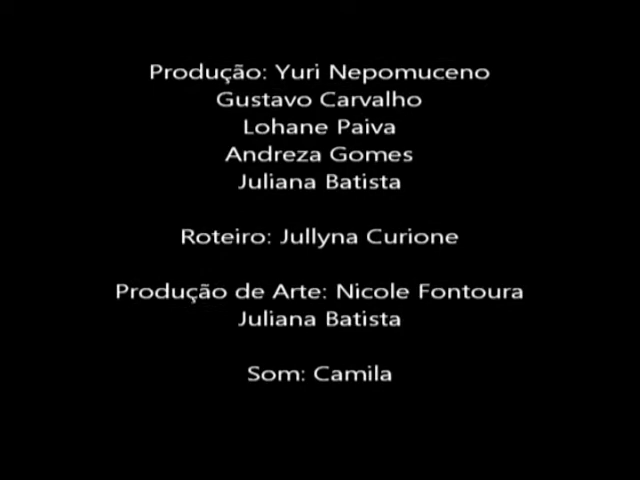 Produção: Yuri Nepomuceno
Gustavo Carvalho
Lohane Paiva
Andreza Gomes
Juliana Batista
Roteiro: Jullyna Curione
Produção de Arte: Nicole Fontoura
Juliana Batista
Som: Camila